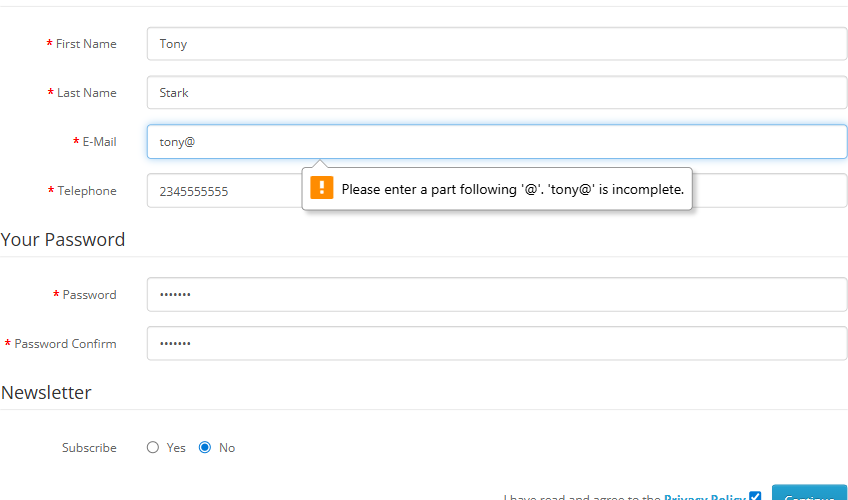 * First Name Tony
* Last Name Stark
* E-Mail tony@
Please enter a part following '@'. 'tony@' is incomplete.
* Telephone 2345555555
Your Password
* Password •••••••
* Password Confirm •••••••
Newsletter
Subscribe Yes No
I have read and agree to the Privacy Policy Continue